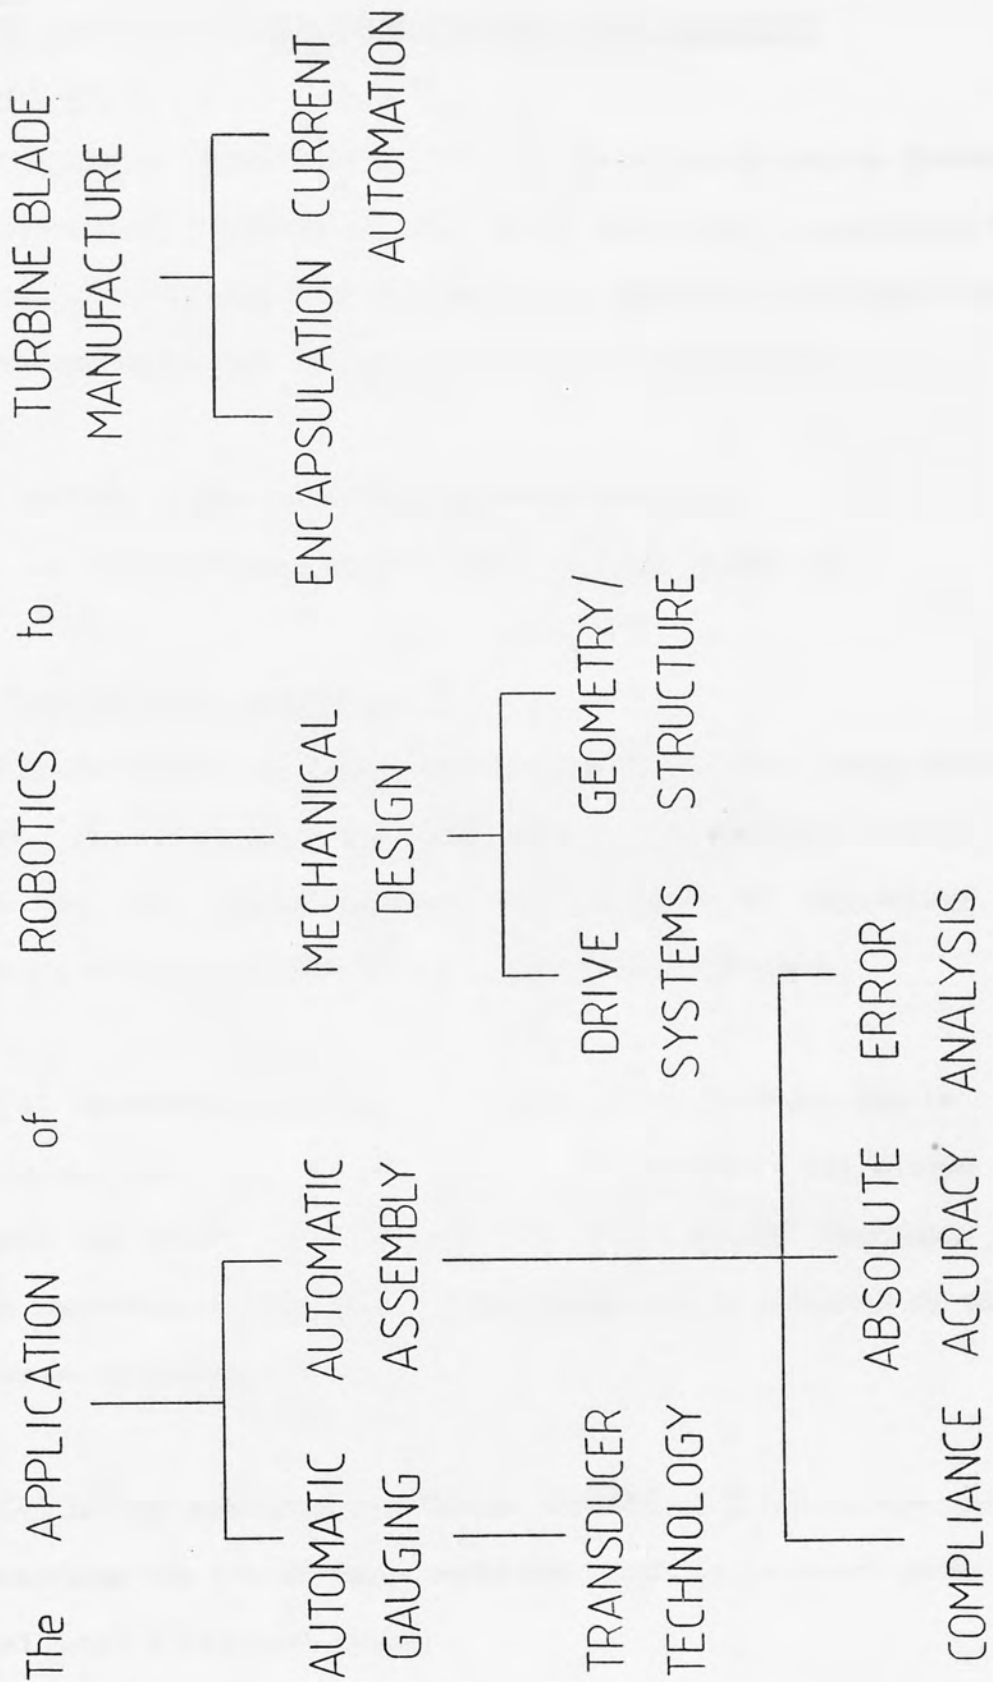 The APPLICATION of ROBOTICS to TURBINE BLADE
MANUFACTURE
AUTOMATIC AUTOMATIC MECHANICAL ENCAPSULATION CURRENT
GAUGING ASSEMBLY DESIGN AUTOMATION
TRANSDUCER DRIVE GEOMETRY/
TECHNOLOGY SYSTEMS STRUCTURE
ABSOLUTE ERROR
COMPLIANCE ACCURACY ANALYSIS